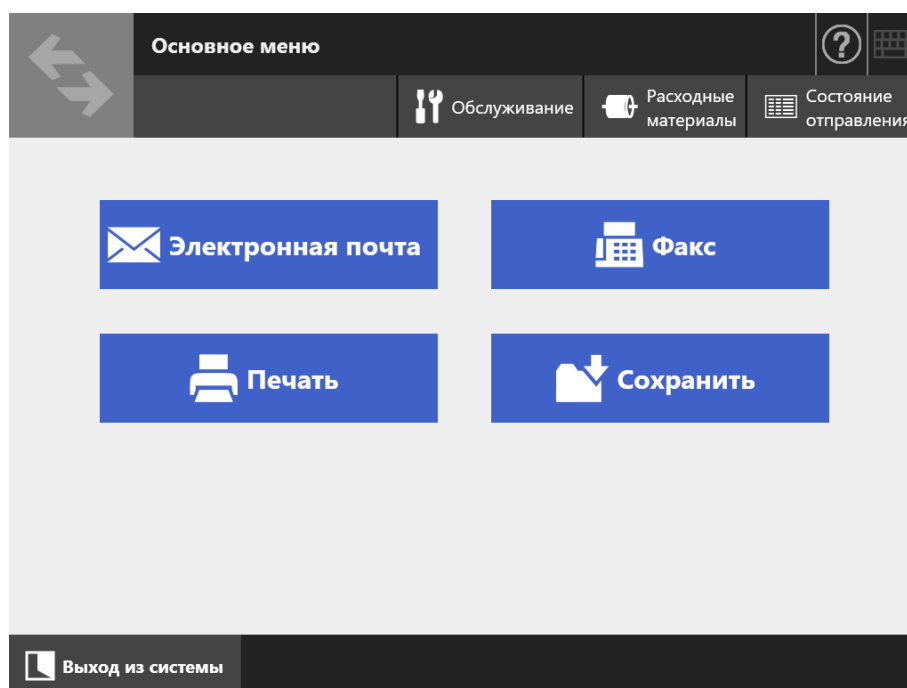 Основное меню
?
Обслуживание
Расходные
материалы
Состояние
отправления
Электронная почта
Факс
Печать
Сохранить
Выход из системы